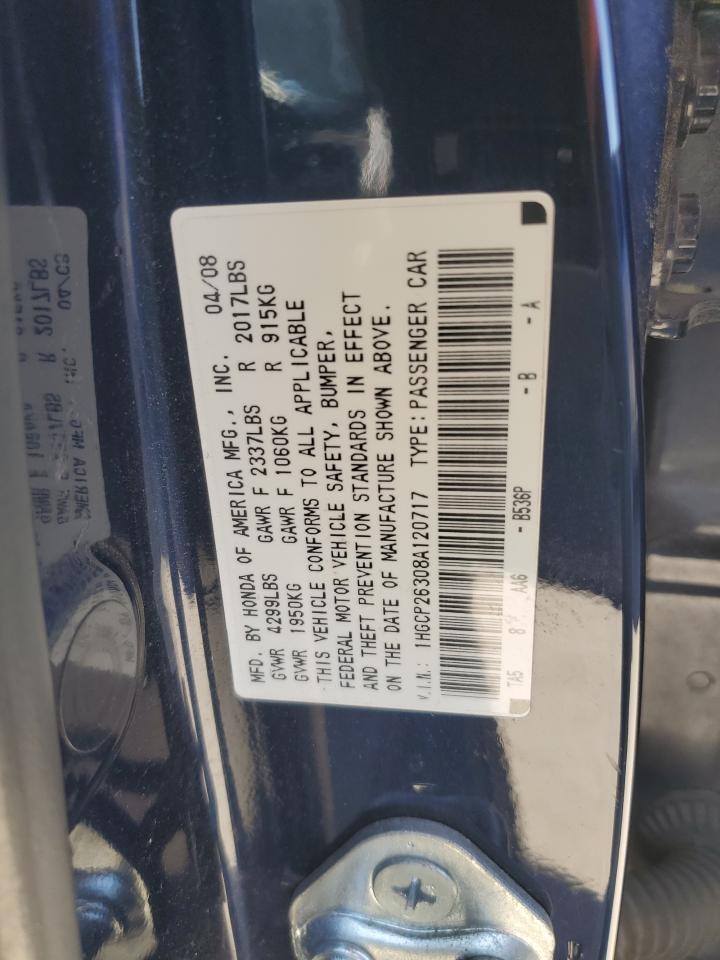 MFD. BY HONDA OF AMERICA MFG., INC. 04/08
GVWR 4299LBS GAWR F 2337LBS R 2017LBS
GVWR 1950KG GAWR F 1060KG R 915KG
THIS VEHICLE CONFORMS TO ALL APPLICABLE
FEDERAL MOTOR VEHICLE SAFETY, BUMPER,
AND THEFT PREVENTION STANDARDS IN EFFECT
ON THE DATE OF MANUFACTURE SHOWN ABOVE.
V.I.N.: 1HGCP26308A120717 TYPE: PASSENGER CAR
TA5 AA6 - B536P - B - A